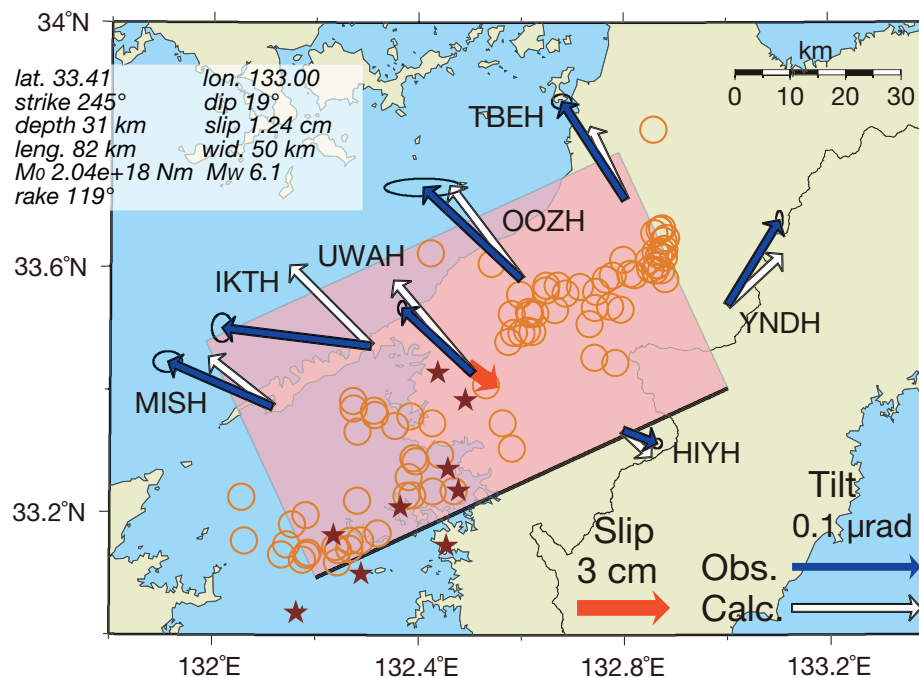 34°N
km
0 10 20 30
lat. 33.41 lon. 133.00
strike 245° dip 19°
depth 31 km slip 1.24 cm
leng. 82 km wid. 50 km
M0 2.04e+18 Nm Mw 6.1
rake 119°
TBEH
OOZH
UWAH
33.6°N
IKTH
YNDH
MISH
HIYH
Tilt
33.2°N
0.1 μrad
Slip
3 cm
Obs.
Calc.
132°E 132.4°E 132.8°E 133.2°E